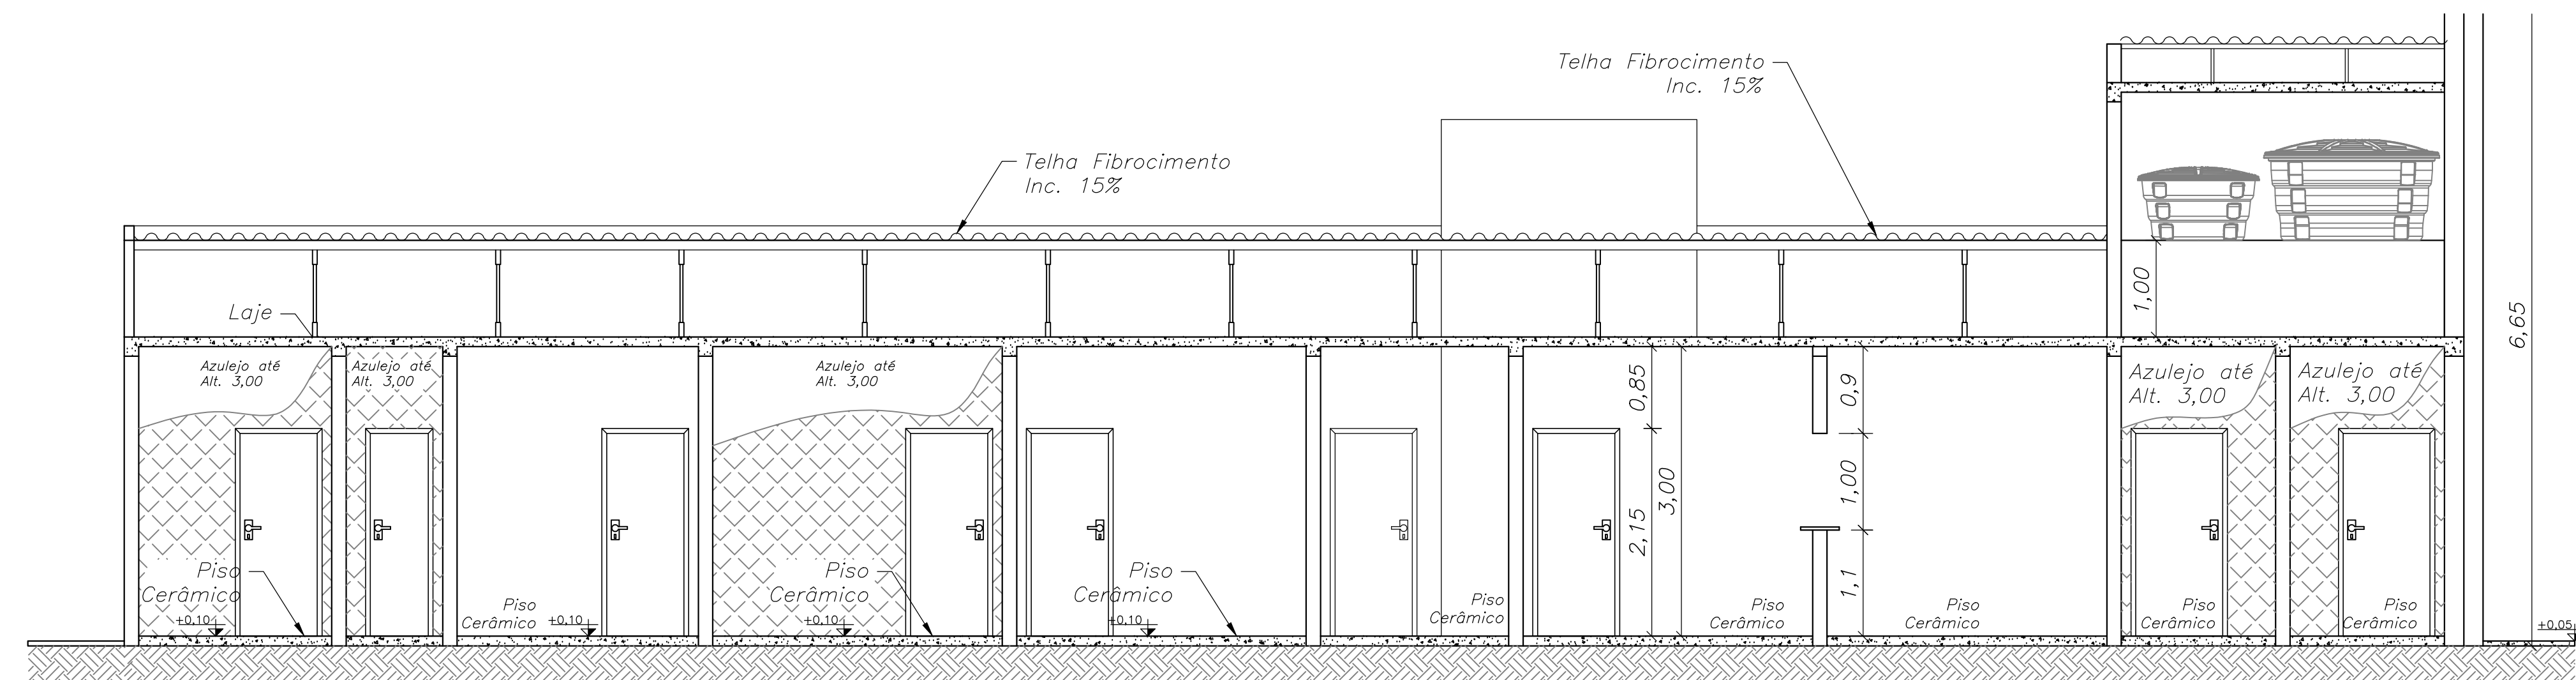 Telha Fibrocimento
Inc. 15%
Telha Fibrocimento
Inc. 15%
Laje
1,00
6,65
Azulejo até
Alt. 3,00
Azulejo até
Alt. 3,00
Azulejo até
Alt. 3,00
Azulejo até
Alt. 3,00
Azulejo até
Alt. 3,00
0,85
2,15
3,00
0,9
1,00
1,1
Piso
Cerâmico
+0,10
Piso
Cerâmico
+0,10
Piso
Cerâmico
+0,10
Piso
Cerâmico
+0,10
Piso
Cerâmico
Piso
Cerâmico
Piso
Cerâmico
Piso
Cerâmico
Piso
Cerâmico
+0,05